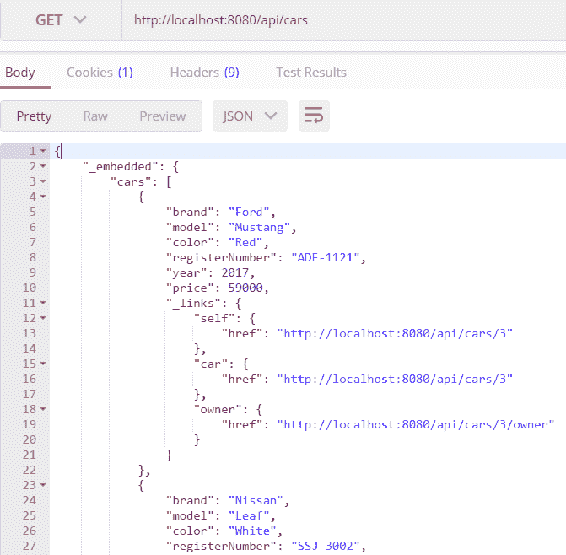 GET http://localhost:8080/api/cars
Body Cookies (1) Headers (9) Test Results
Pretty Raw Preview JSON
1 {
2 "_embedded": {
3 "cars": [
4 {
5 "brand": "Ford",
6 "model": "Mustang",
7 "color": "Red",
8 "registerNumber": "ADF-1121",
9 "year": 2017,
10 "price": 59000,
11 "_links": {
12 "self": {
13 "href": "http://localhost:8080/api/cars/3"
14 },
15 "car": {
16 "href": "http://localhost:8080/api/cars/3"
17 },
18 "owner": {
19 "href": "http://localhost:8080/api/cars/3/owner"
20 }
21 }
22 },
23 {
24 "brand": "Nissan",
25 "model": "Leaf",
26 "color": "White",
27 "registerNumber": "SSJ-3002",